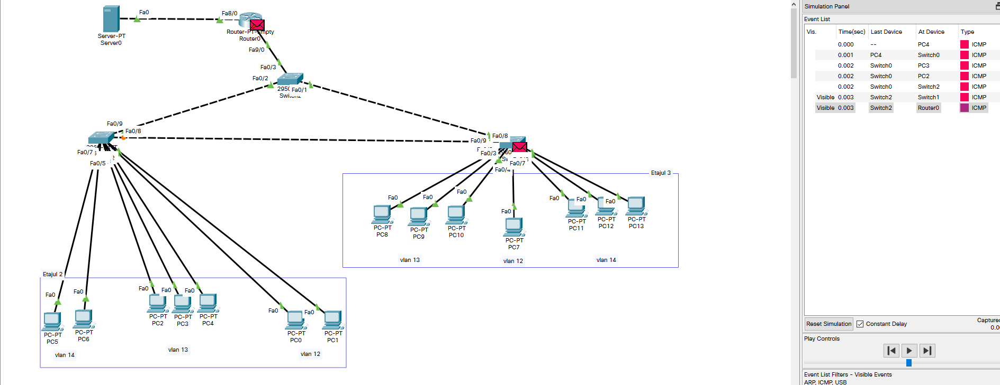 Fa0
Fa8/0
Server-PT
Server0
Router-PT-Empty
Router0
Fa9/0
Fa0/3
Fa0/2
Fa0/1
Switch2
Fa0/9
Fa0/8
Fa0/7
Fa0/5
Fa0/8
Fa0/9
Fa0/3
Fa0/7
Fa0/4
Etajul 3
Fa0
Fa0
Fa0
Fa0
Fa0
Fa0
Fa0
PC-PT
PC8
PC-PT
PC9
PC-PT
PC10
PC-PT
PC7
PC-PT
PC11
PC-PT
PC12
PC-PT
PC13
vlan 13
vlan 12
vlan 14
Etajul 2
Fa0
Fa0
Fa0
Fa0
Fa0
Fa0
Fa0
PC-PT
PC5
PC-PT
PC6
PC-PT
PC2
PC-PT
PC3
PC-PT
PC4
PC-PT
PC0
PC-PT
PC1
vlan 14
vlan 13
vlan 12
Simulation Panel
Event List
Vis. Time(sec) Last Device At Device Type
0.000 -- PC4 ICMP
0.001 PC4 Switch0 ICMP
0.002 Switch0 PC3 ICMP
0.002 Switch0 PC2 ICMP
0.002 Switch0 Switch2 ICMP
Visible 0.003 Switch2 Switch1 ICMP
Visible 0.003 Switch2 Router0 ICMP
Reset Simulation Constant Delay
Captured
0.00
Play Controls
Event List Filters - Visible Events
ARP, ICMP, USB